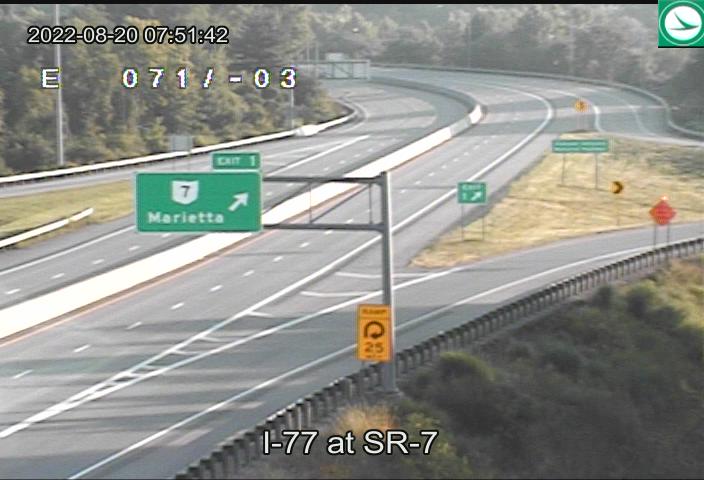 2022-08-20 07:51:42
E 071/-03
EXIT 1
7
Marietta
EXIT
1
RAMP
25
I-77 at SR-7